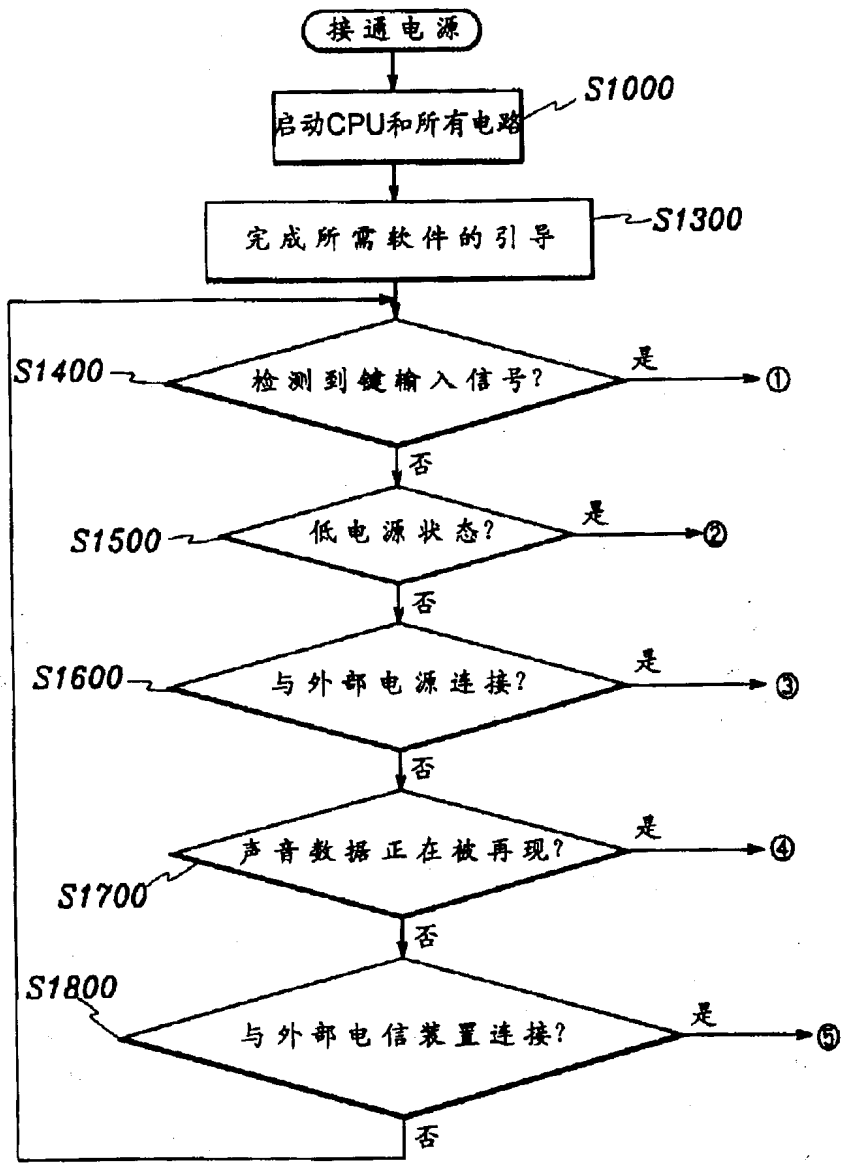 接通电源
S1000
启动CPU和所有电路
S1300
完成所需软件的引导
S1400
检测到键输入信号?
是
①
否
S1500
低电源状态?
是
②
否
S1600
与外部电源连接?
是
③
否
S1700
声音数据正在被再现?
是
④
否
S1800
与外部电信装置连接?
是
⑤
否